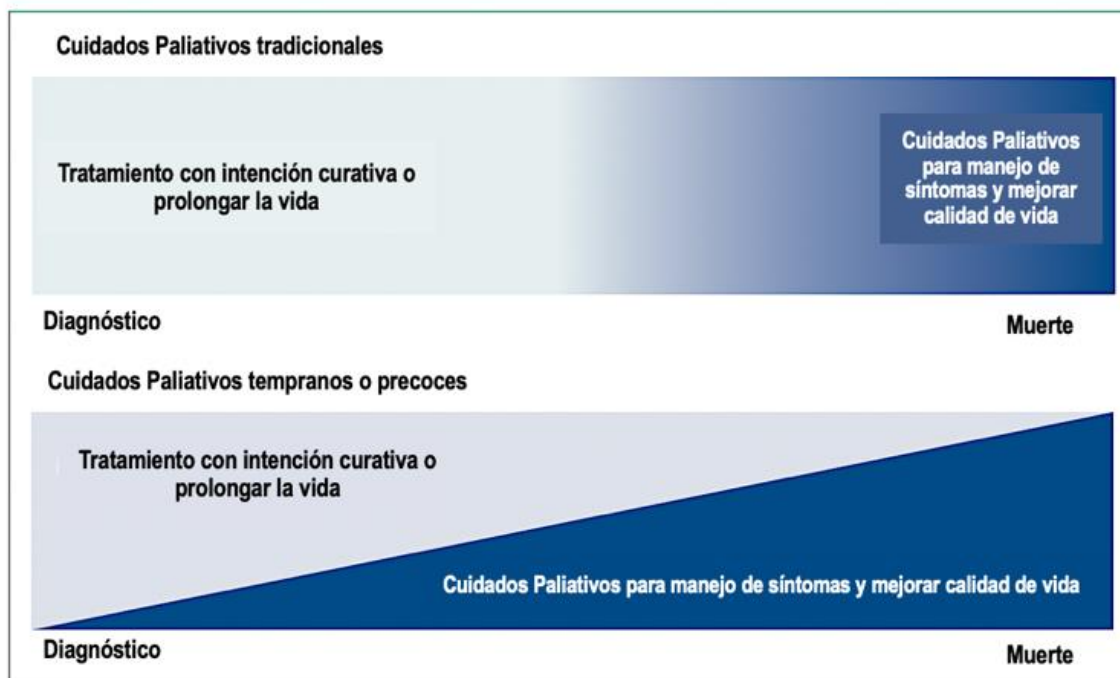 Cuidados Paliativos tradicionales
Tratamiento con intención curativa o
prolongar la vida
Cuidados Paliativos
para manejo de
síntomas y mejorar
calidad de vida
Diagnóstico
Muerte
Cuidados Paliativos tempranos o precoces
Tratamiento con intención curativa o
prolongar la vida
Cuidados Paliativos para manejo de síntomas y mejorar calidad de vida
Diagnóstico
Muerte